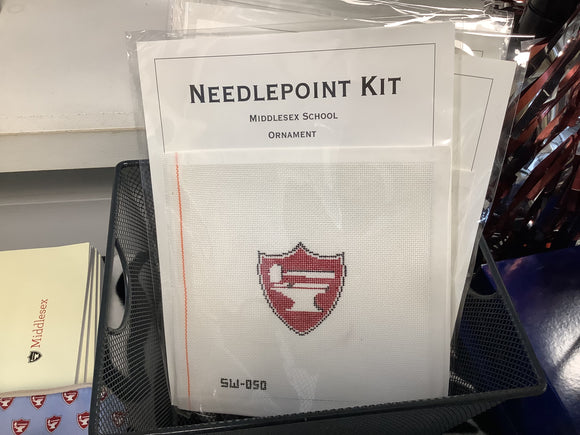 NEEDLEPOINT KIT
MIDDLESEX SCHOOL
ORNAMENT
SW-050
Middlesex